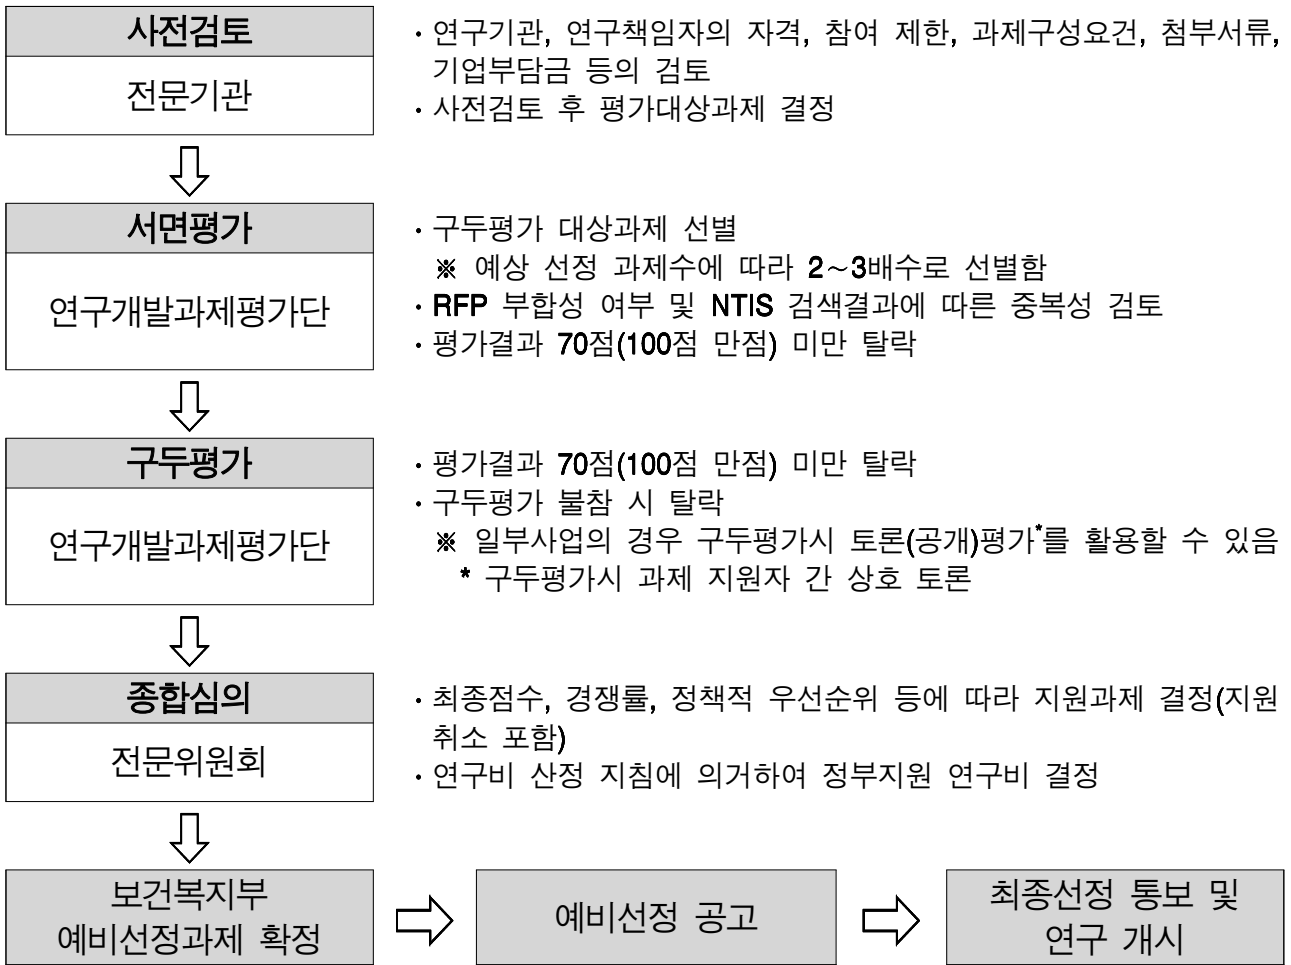 사전검토
전문기관
· 연구기관, 연구책임자의 자격, 참여 제한, 과제구성요건, 첨부서류,
기업부담금 등의 검토
· 사전검토 후 평가대상과제 결정
서면평가
연구개발과제평가단
· 구두평가 대상과제 선별
※ 예상 선정 과제수에 따라 2~3배수로 선별함
· RFP 부합성 여부 및 NTIS 검색결과에 따른 중복성 검토
· 평가결과 70점(100점 만점) 미만 탈락
구두평가
연구개발과제평가단
· 평가결과 70점(100점 만점) 미만 탈락
· 구두평가 불참 시 탈락
※ 일부사업의 경우 구두평가시 토론(공개)평가*를 활용할 수 있음
* 구두평가시 과제 지원자 간 상호 토론
종합심의
전문위원회
· 최종점수, 경쟁률, 정책적 우선순위 등에 따라 지원과제 결정(지원
취소 포함)
· 연구비 산정 지침에 의거하여 정부지원 연구비 결정
보건복지부
예비선정과제 확정
예비선정 공고
최종선정 통보 및
연구 개시